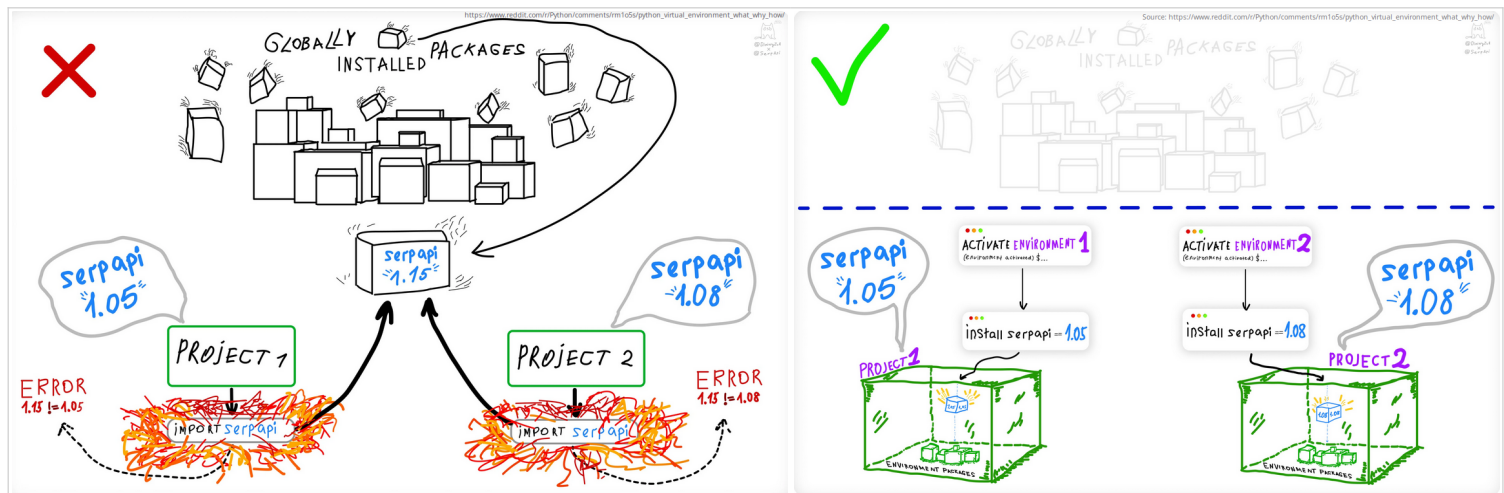 https://www.reddit.com/r/Python/comments/rm1o5s/python_virtual_environment_what_why_how/
GLOBALLY PACKAGES
INSTALLED
serpapi
1.15
serpapi
1.05
serpapi
1.08
PROJECT 1
PROJECT 2
ERROR
1.15 != 1.05
IMPORT serpapi
IMPORT serpapi
ERROR
1.15 != 1.08
Source: https://www.reddit.com/r/Python/comments/rm1o5s/python_virtual_environment_what_why_how/
GLOBALLY PACKAGES
INSTALLED
serpapi
1.05
ACTIVATE ENVIRONMENT 1
(environment activated) $...
ACTIVATE ENVIRONMENT 2
(environment activated) $...
serpapi
1.08
install serpapi = 1.05
install serpapi = 1.08
PROJECT 1
PROJECT 2
ENVIRONMENT PACKAGES
ENVIRONMENT PACKAGES